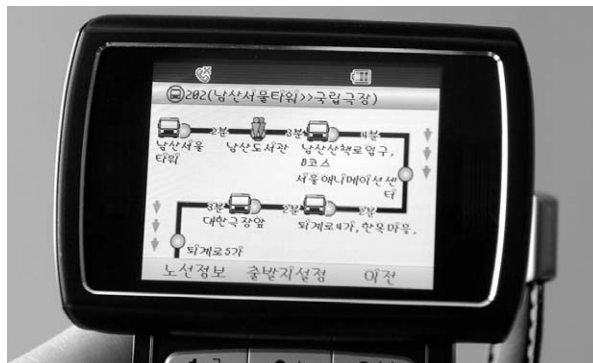 202(남산서울타워>>국립극장)
2분 3분 4분
남산서울
타워
남산도서관
남산산책로입구,
B코스
서울애니메이션센
터
3분 2분 2분
대한극장앞
퇴계로4가, 한옥마을.
퇴계로5가
노선정보 출발지설정 이전